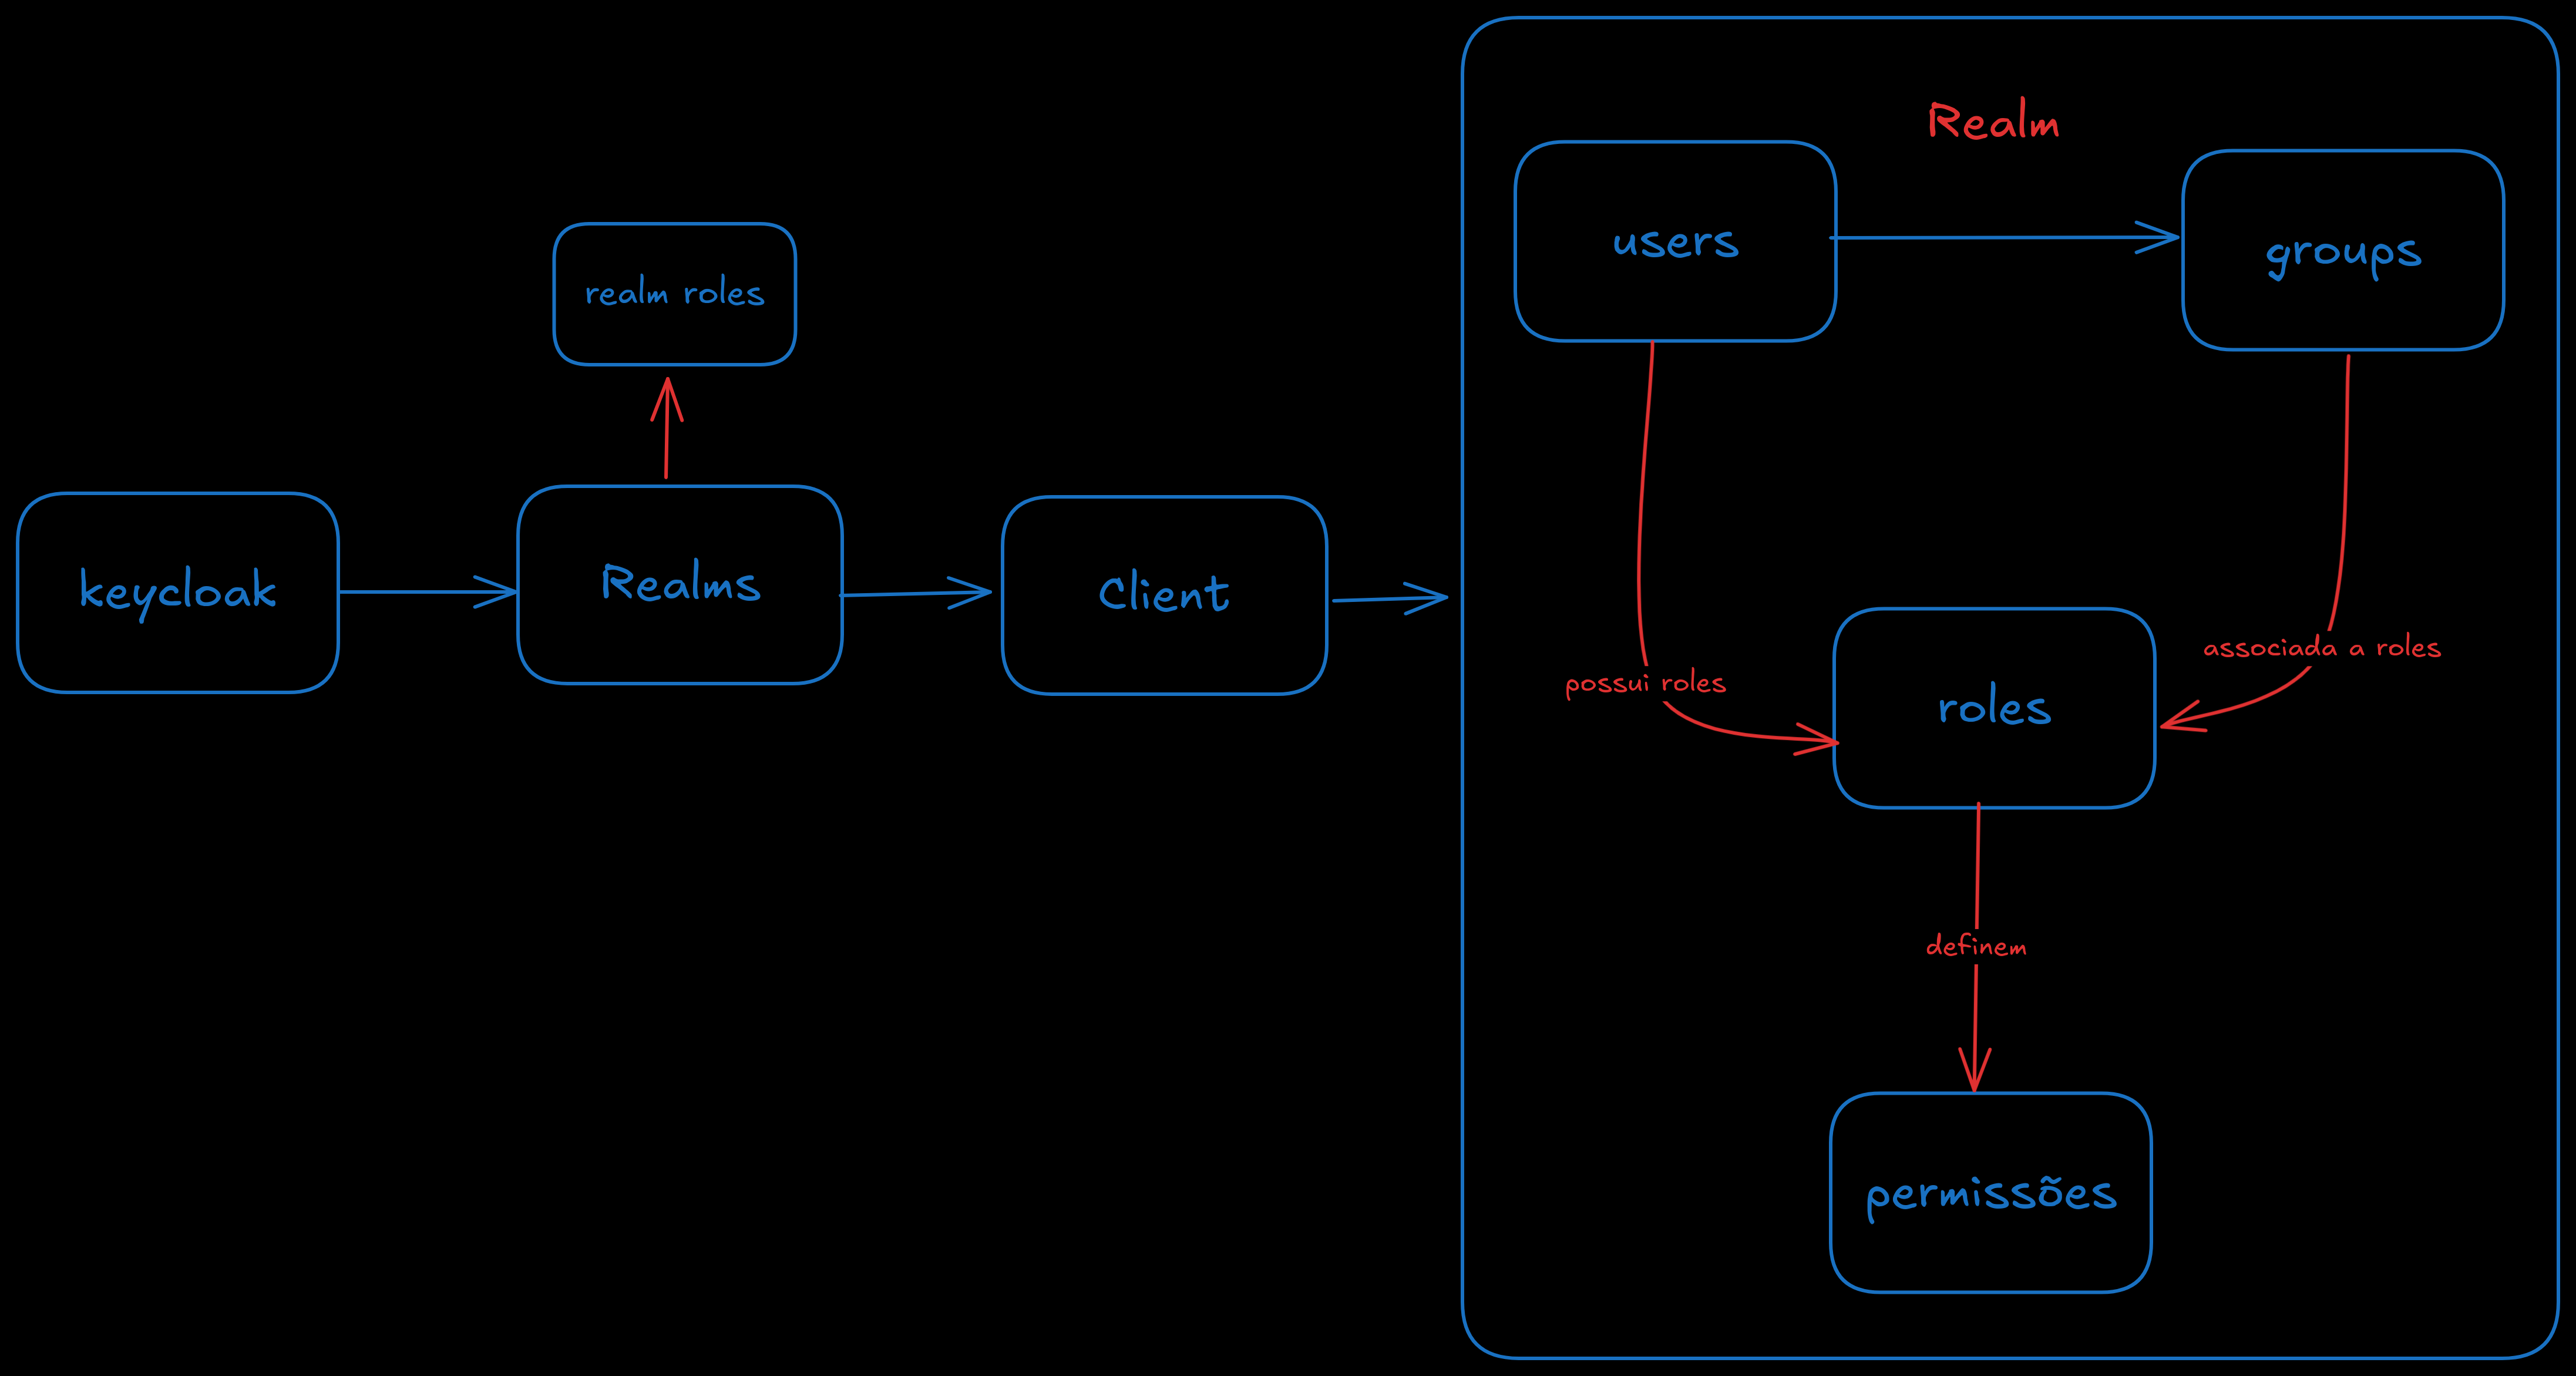 Realm
users
groups
realm roles
keycloak
Realms
Client
possui roles
roles
associada a roles
definem
permissões